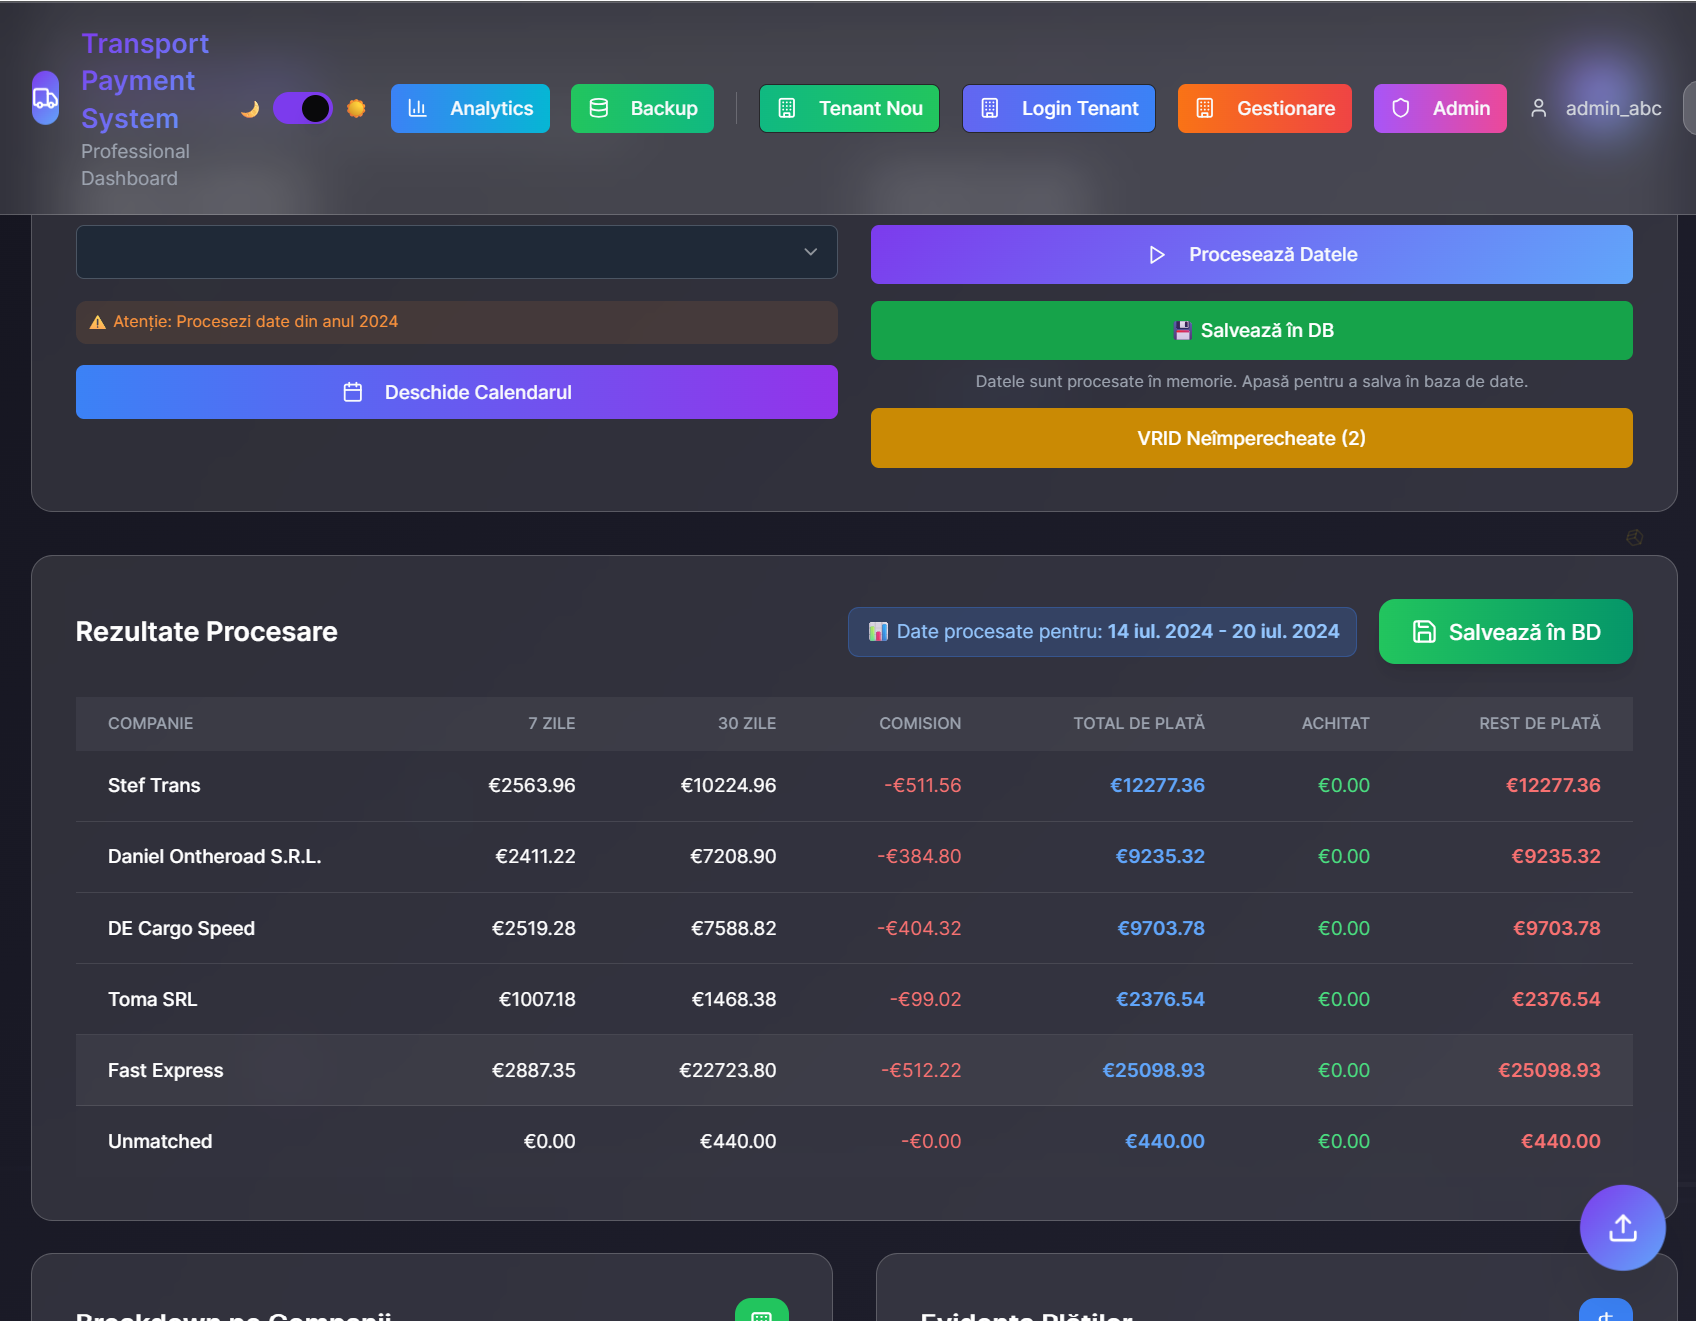 Transport
Payment
System
Professional
Dashboard
Analytics
Backup
Tenant Nou
Login Tenant
Gestionare
Admin
admin_abc
Atenție: Procesezi date din anul 2024
Deschide Calendarul
Procesează Datele
Salvează în DB
Datele sunt procesate în memorie. Apasă pentru a salva în baza de date.
VRID Neîmperecheate (2)
Rezultate Procesare
Date procesate pentru: 14 iul. 2024 - 20 iul. 2024
Salvează în BD
COMPANIE 7 ZILE 30 ZILE COMISION TOTAL DE PLATĂ ACHITAT REST DE PLATĂ
Stef Trans €2563.96 €10224.96 -€511.56 €12277.36 €0.00 €12277.36
Daniel Ontheroad S.R.L. €2411.22 €7208.90 -€384.80 €9235.32 €0.00 €9235.32
DE Cargo Speed €2519.28 €7588.82 -€404.32 €9703.78 €0.00 €9703.78
Toma SRL €1007.18 €1468.38 -€99.02 €2376.54 €0.00 €2376.54
Fast Express €2887.35 €22723.80 -€512.22 €25098.93 €0.00 €25098.93
Unmatched €0.00 €440.00 -€0.00 €440.00 €0.00 €440.00
Breakdown pe Companii
Evidența Plăților